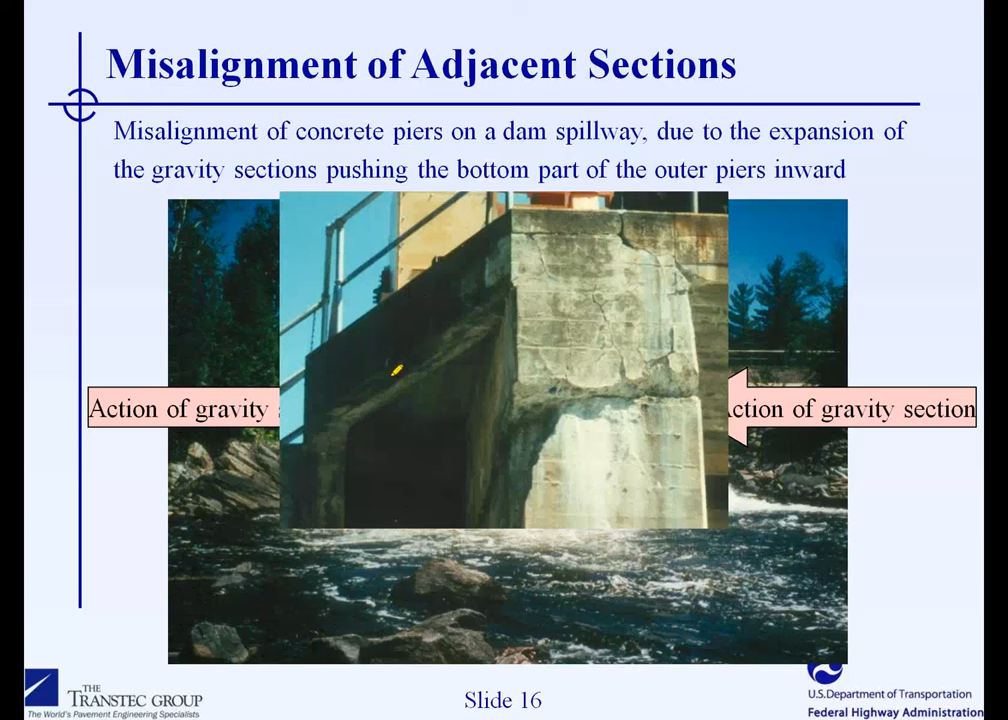 Misalignment of Adjacent Sections
Misalignment of concrete piers on a dam spillway, due to the expansion of
the gravity sections pushing the bottom part of the outer piers inward
Action of gravity
ction of gravity section
THE
TRANSTEC GROUP
The World's Pavement Engineering Specialists
Slide 16
U.S.Department of Transportation
Federal Highway Administration